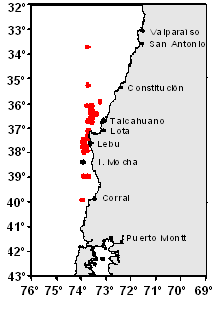 32°
33° Valparaíso
San Antonio
34°
35° Constitución
36°
Talcahuano
37° Lota
Lebu
38°
I. Mocha
39°
40° Corral
41°
Puerto Montt
42°
43°
76° 75° 74° 73° 72° 71° 70° 69°